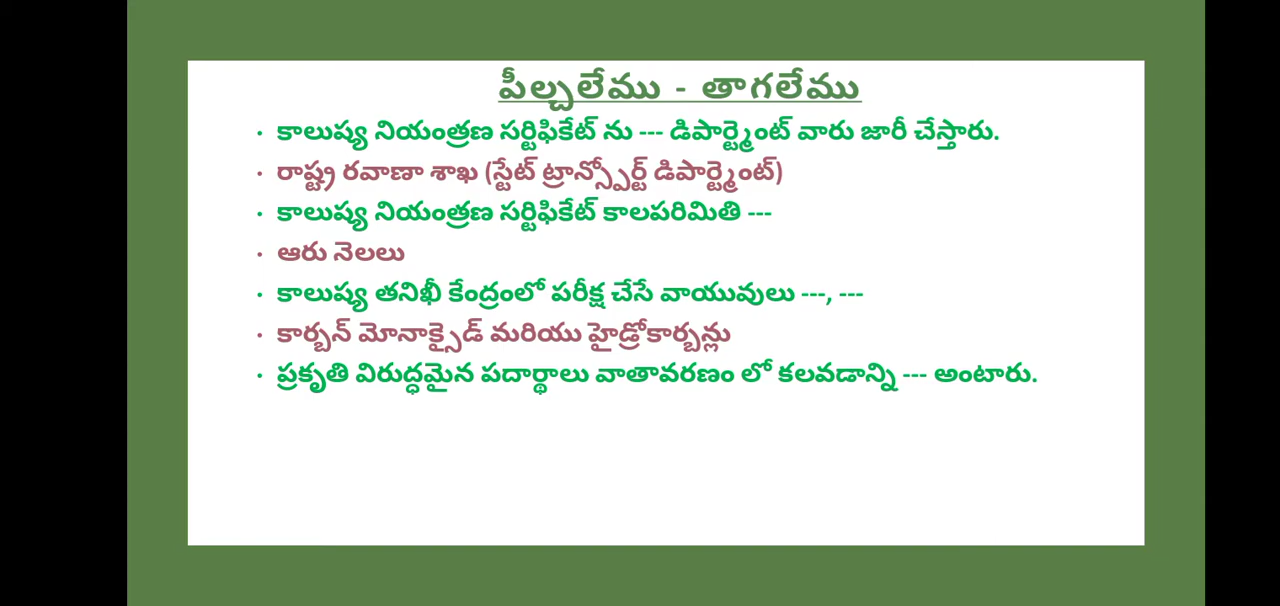 పీల్చలేము - తాగలేము
• కాలుష్య నియంత్రణ సర్టిఫికేట్ ను --- డిపార్ట్మెంట్ వారు జారీ చేస్తారు.
• రాష్ట్ర రవాణా శాఖ (స్టేట్ ట్రాన్స్పోర్ట్ డిపార్ట్మెంట్)
• కాలుష్య నియంత్రణ సర్టిఫికేట్ కాలపరిమితి ---
• ఆరు నెలలు
• కాలుష్య తనిఖీ కేంద్రంలో పరీక్ష చేసే వాయువులు ---, ---
• కార్బన్ మోనాక్సైడ్ మరియు హైడ్రోకార్బన్లు
• ప్రకృతి విరుద్ధమైన పదార్థాలు వాతావరణం లో కలవడాన్ని --- అంటారు.